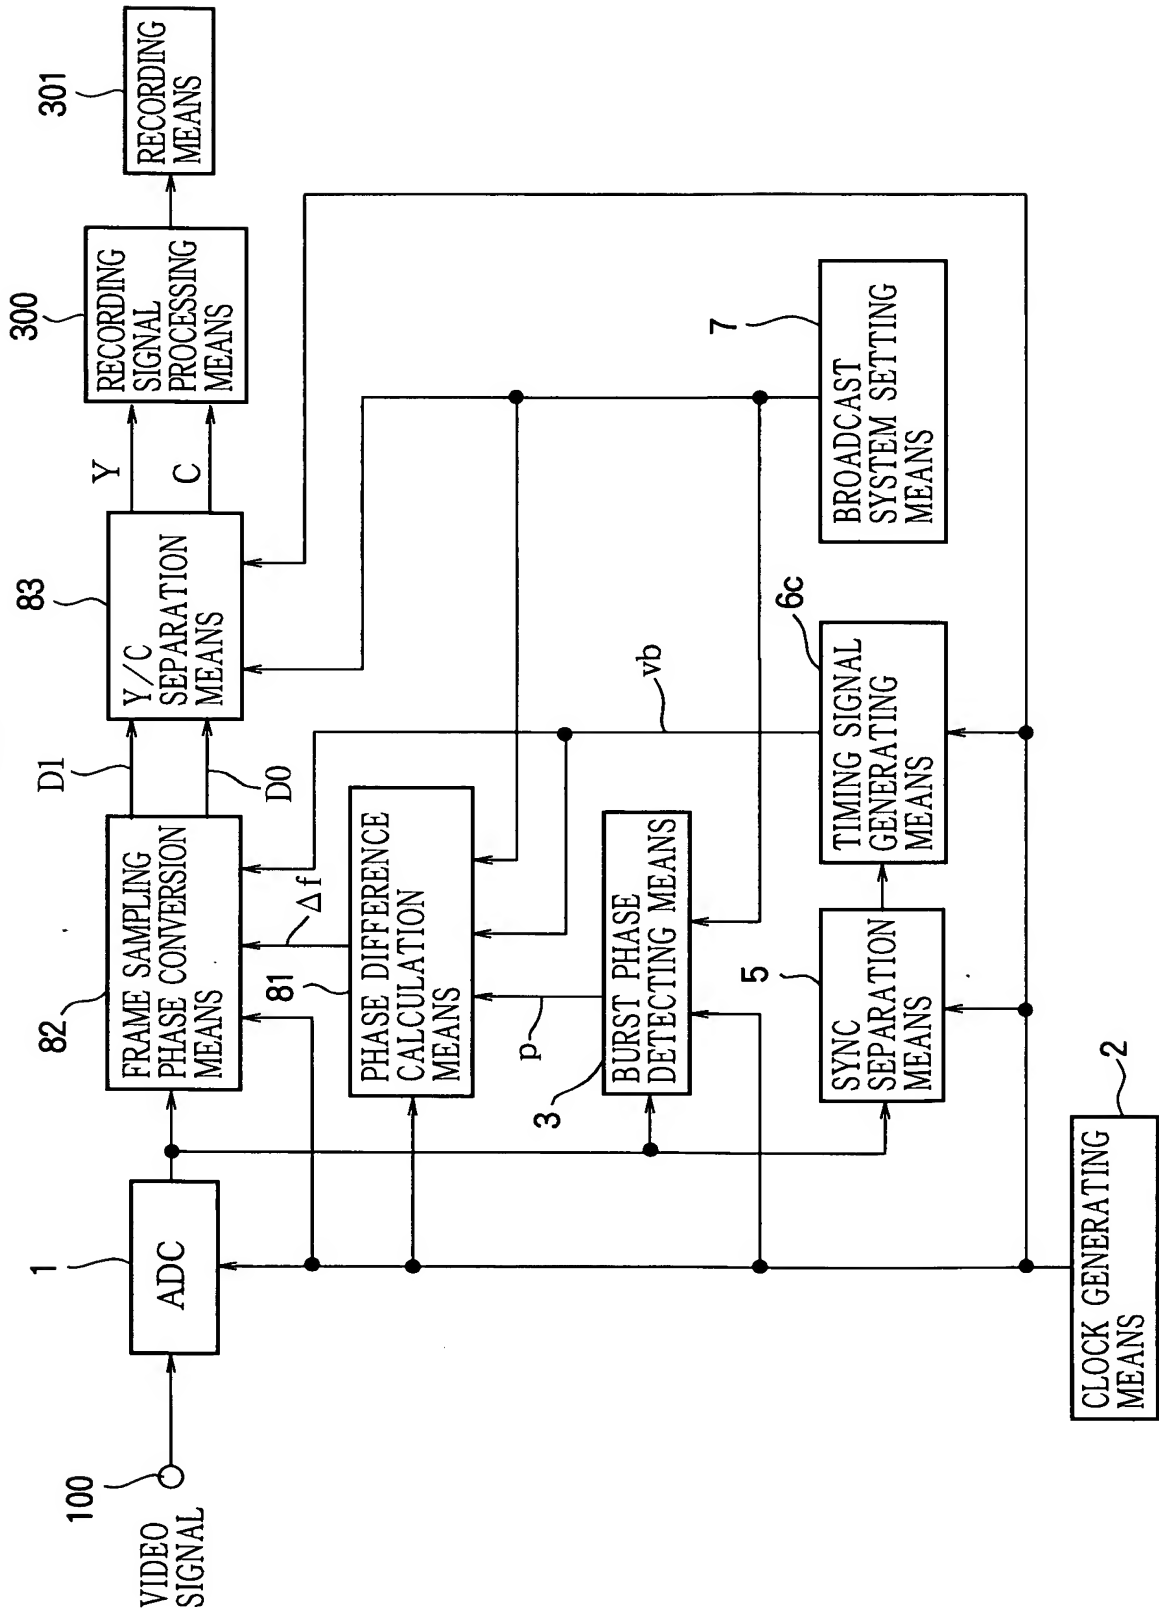 100
VIDEO
SIGNAL
1
ADC
82
FRAME SAMPLING
PHASE CONVERSION
MEANS
D1
D0
83
Y/C
SEPARATION
MEANS
Y
C
300
RECORDING
SIGNAL
PROCESSING
MEANS
301
RECORDING
MEANS
81
PHASE DIFFERENCE
CALCULATION
MEANS
Δf
3
BURST PHASE
DETECTING MEANS
p
vb
5
SYNC
SEPARATION
MEANS
6c
TIMING SIGNAL
GENERATING
MEANS
7
BROADCAST
SYSTEM SETTING
MEANS
2
CLOCK GENERATING
MEANS